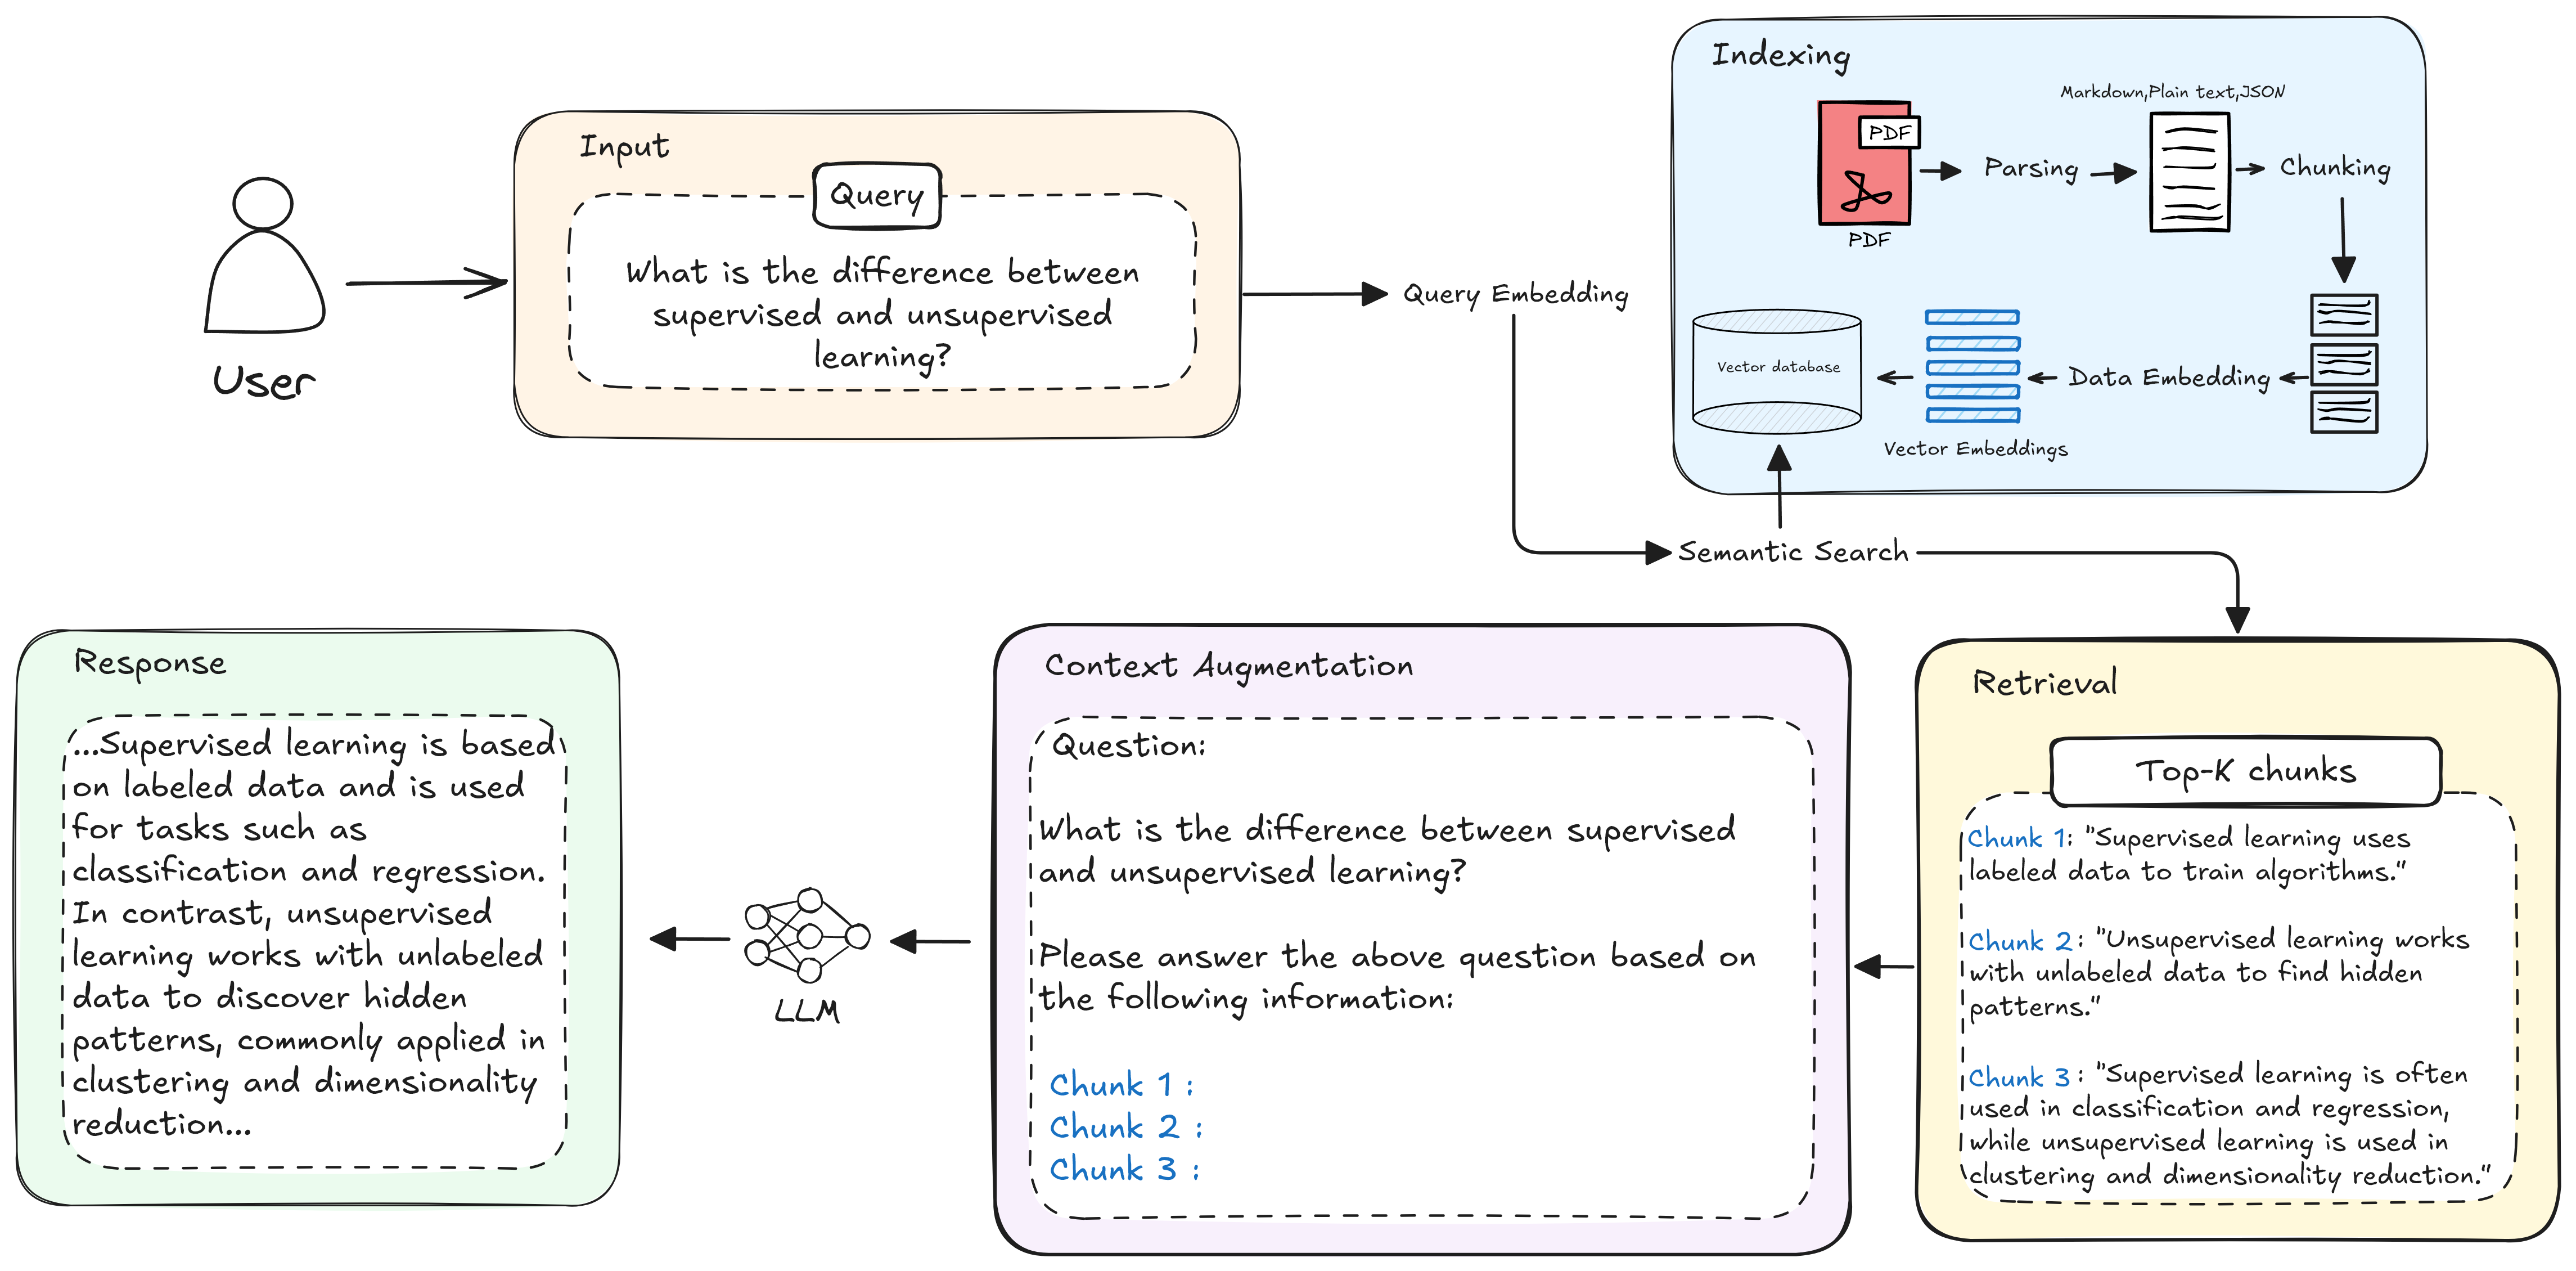 Indexing
Markdown,Plain text,JSON
PDF
Parsing
Chunking
PDF
Input
Query
What is the difference between
supervised and unsupervised
learning?
User
Query Embedding
Vector database
Data Embedding
Vector Embeddings
Semantic Search
Response
...Supervised learning is based
on labeled data and is used
for tasks such as
classification and regression.
In contrast, unsupervised
learning works with unlabeled
data to discover hidden
patterns, commonly applied in
clustering and dimensionality
reduction...
LLM
Context Augmentation
Question:
What is the difference between supervised
and unsupervised learning?
Please answer the above question based on
the following information:
Chunk 1 :
Chunk 2 :
Chunk 3 :
Retrieval
Top-K chunks
Chunk 1: "Supervised learning uses
labeled data to train algorithms."
Chunk 2: "Unsupervised learning works
with unlabeled data to find hidden
patterns."
Chunk 3: "Supervised learning is often
used in classification and regression,
while unsupervised learning is used in
clustering and dimensionality reduction."